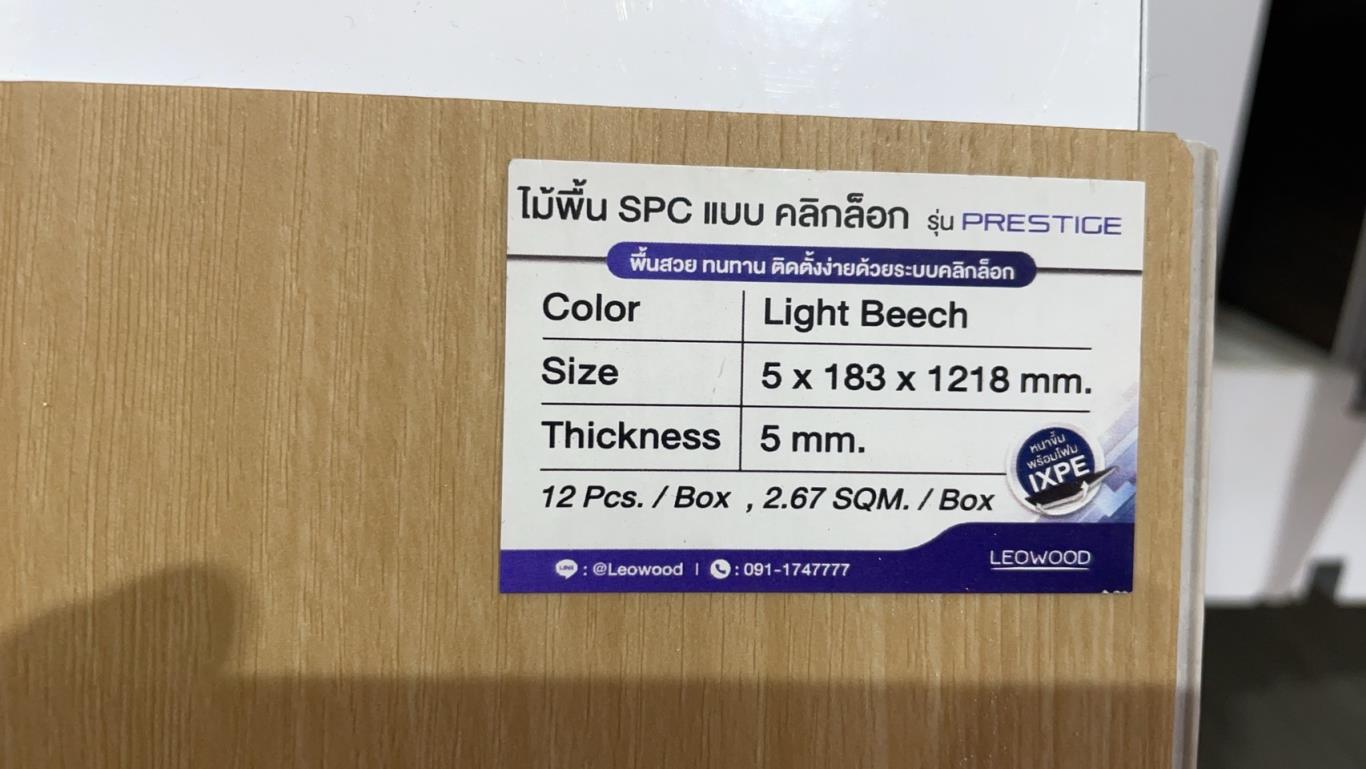 ไม้พื้น SPC แบบ คลิกล็อก รุ่น PRESTIGE
พื้นสวย ทนทาน ติดตั้งง่ายด้วยระบบคลิกล็อก
Color Light Beech
Size 5 x 183 x 1218 mm.
Thickness 5 mm.
หนาขึ้น
พร้อมโฟม
IXPE
12 Pcs. / Box , 2.67 SQM. / Box
LINE : @Leowood | : 091-1747777
LEOWOOD